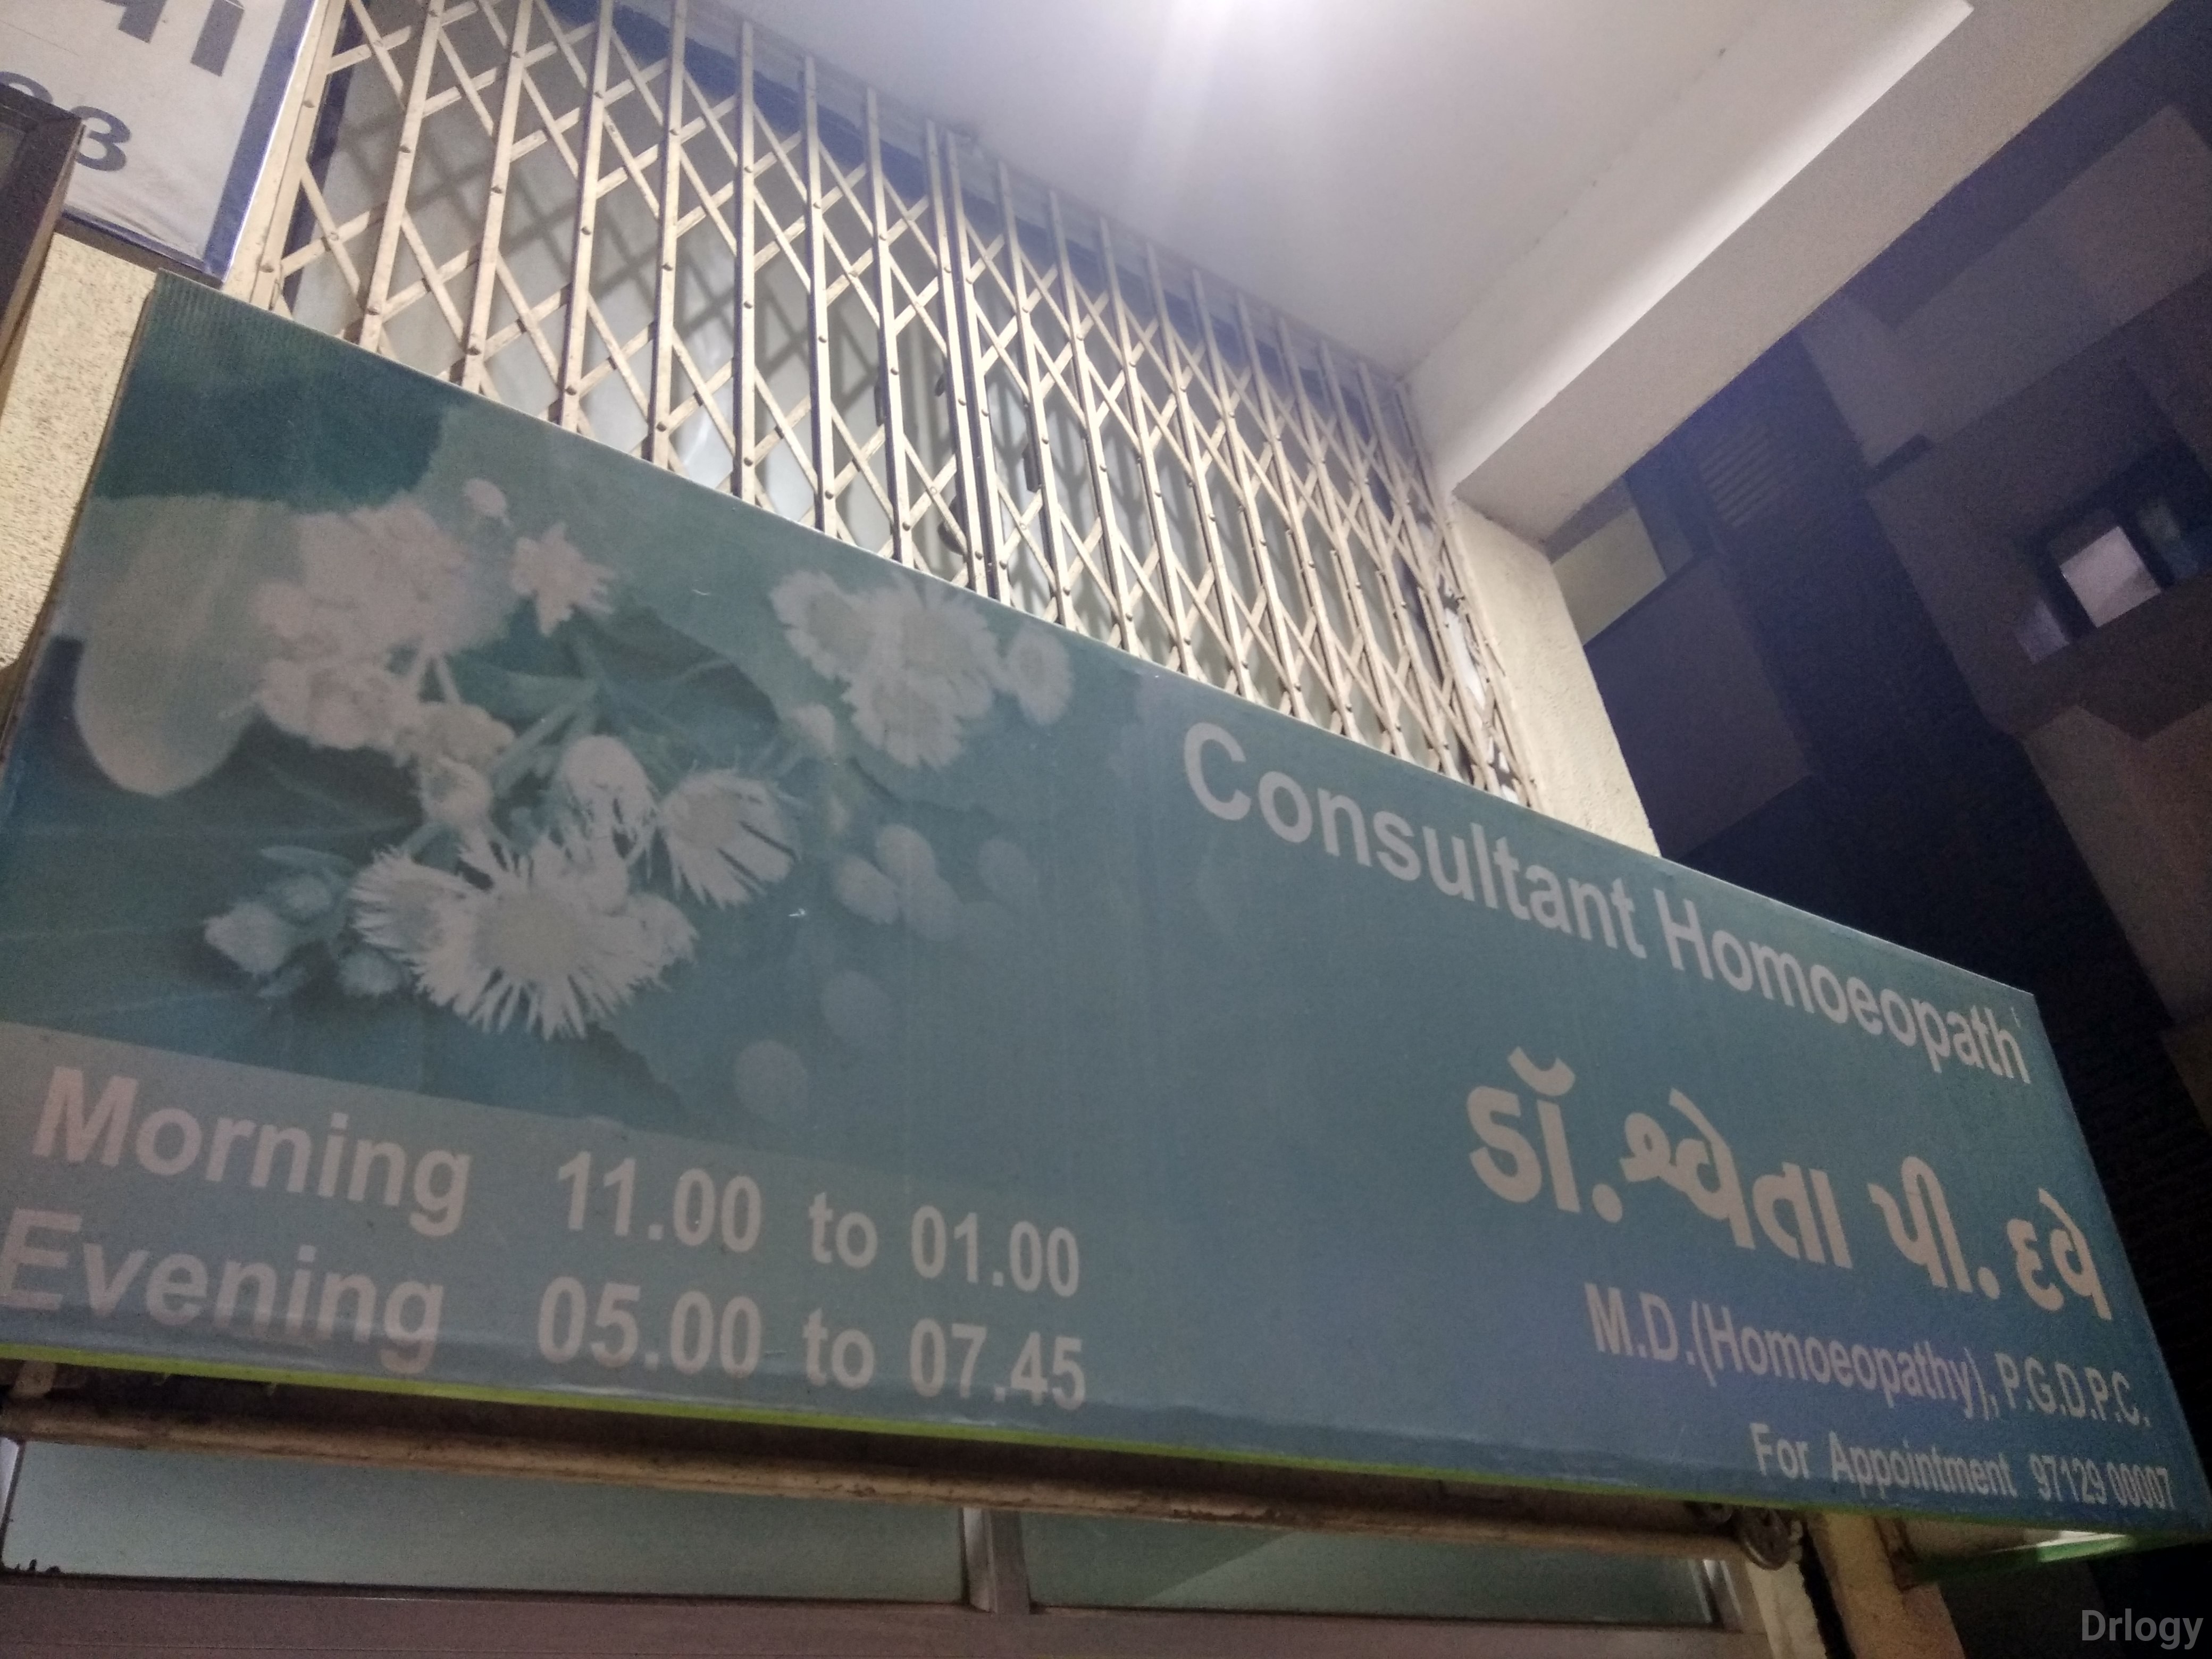 Consultant Homoeopath
ડૉ. શ્વેતા પી. દવે
M.D.(Homoeopathy), P.G.D.P.C.
For Appointment 97129 00007
Morning 11.00 to 01.00
Evening 05.00 to 07.45
Drlogy